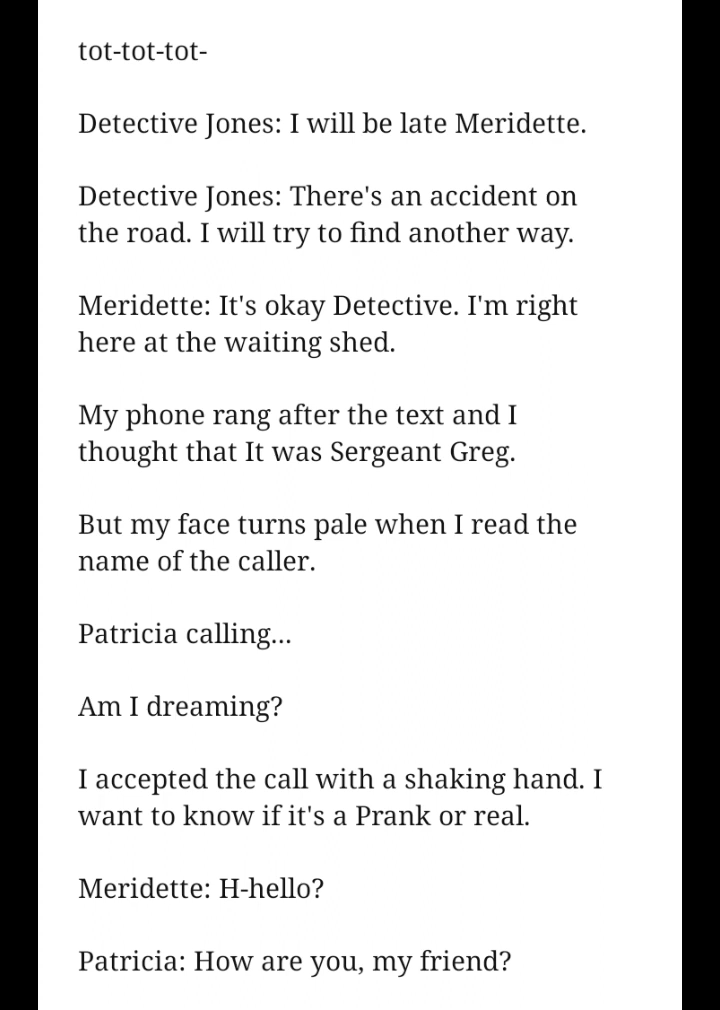 tot-tot-tot-
Detective Jones: I will be late Meridette.
Detective Jones: There's an accident on
the road. I will try to find another way.
Meridette: It's okay Detective. I'm right
here at the waiting shed.
My phone rang after the text and I
thought that It was Sergeant Greg.
But my face turns pale when I read the
name of the caller.
Patricia calling...
Am I dreaming?
I accepted the call with a shaking hand. I
want to know if it's a Prank or real.
Meridette: H-hello?
Patricia: How are you, my friend?